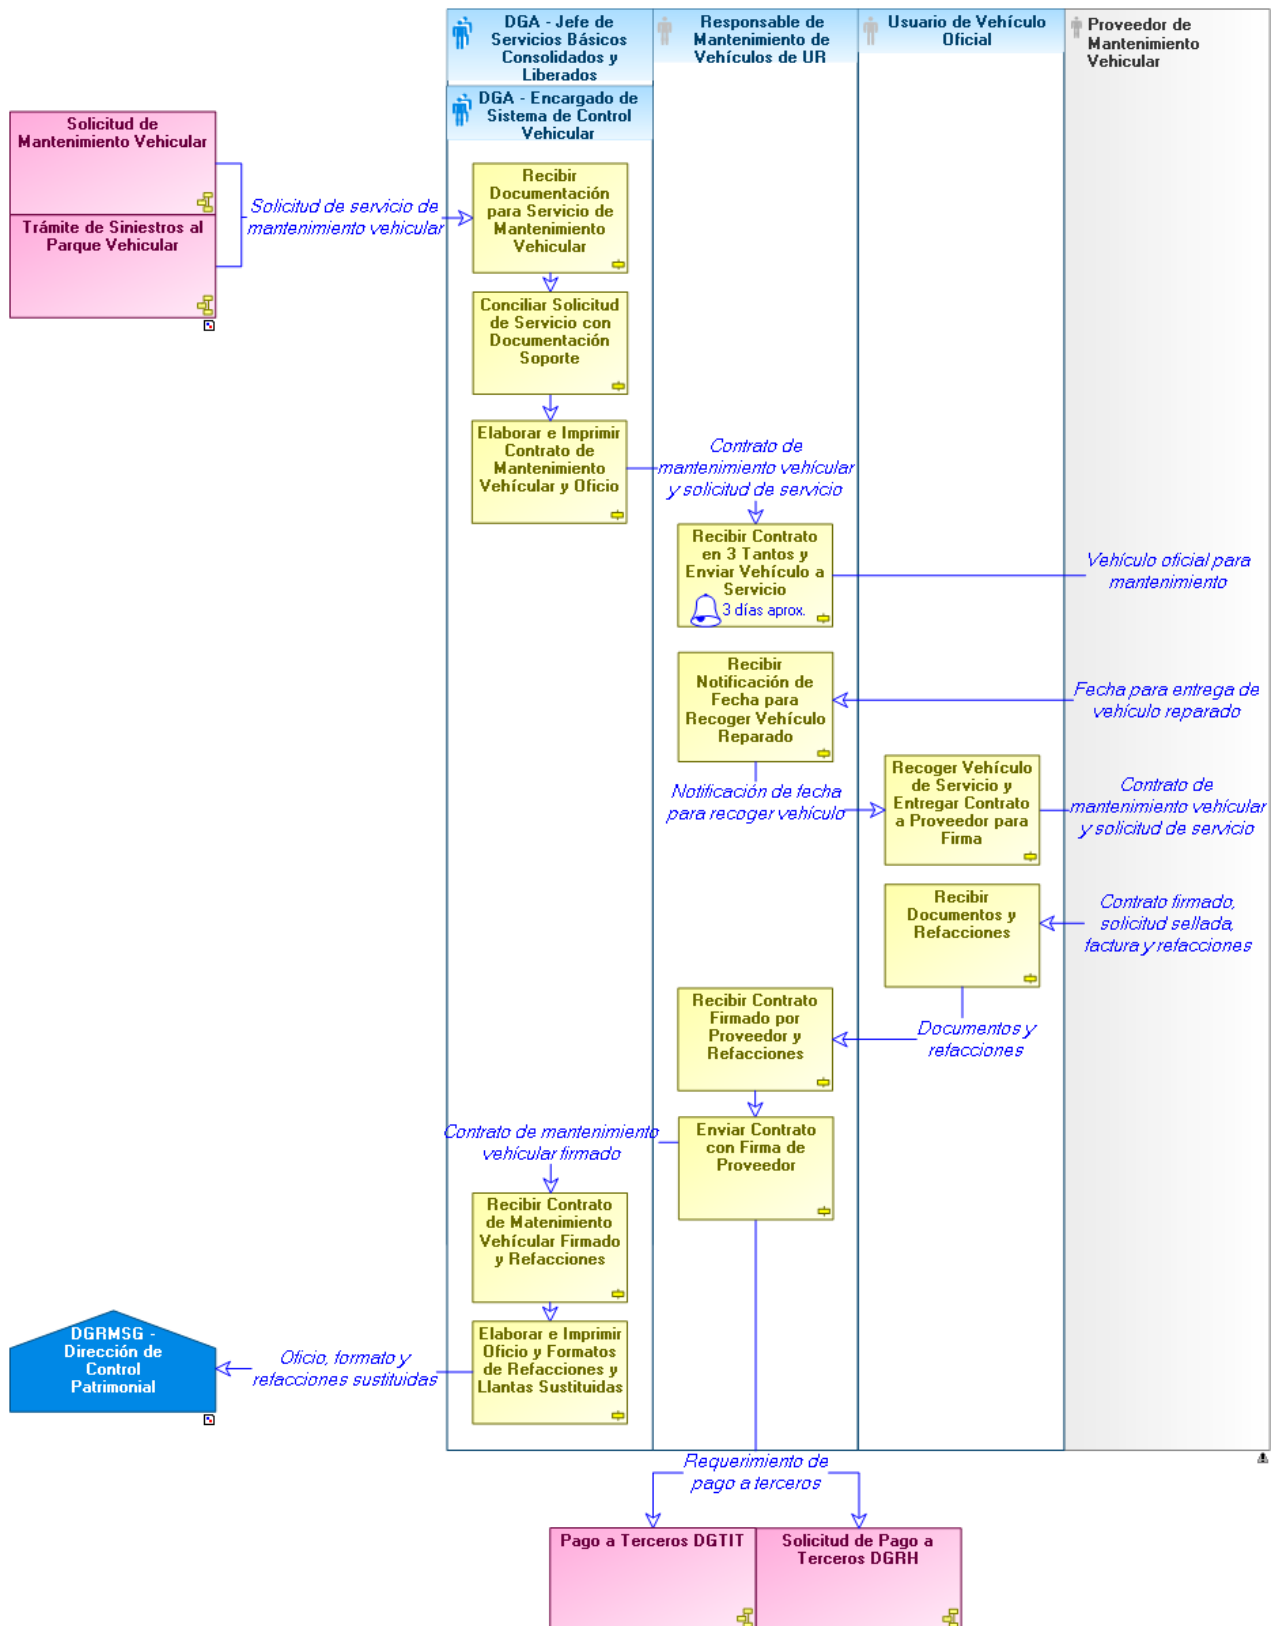 DGA - Jefe de
Servicios Básicos
Consolidados y
Liberados
Responsable de
Mantenimiento de
Vehículos de UR
Usuario de Vehículo
Oficial
Proveedor de
Mantenimiento
Vehicular
DGA - Encargado de
Sistema de Control
Vehicular
Solicitud de
Mantenimiento Vehicular
Trámite de Siniestros al
Parque Vehicular
Solicitud de servicio de
mantenimiento vehicular
Recibir
Documentación
para Servicio de
Mantenimiento
Vehicular
Conciliar Solicitud
de Servicio con
Documentación
Soporte
Elaborar e Imprimir
Contrato de
Mantenimiento
Vehícular y Oficio
Contrato de
mantenimiento vehícular
y solicitud de servicio
Recibir Contrato
en 3 Tantos y
Enviar Vehículo a
Servicio
3 días aprox.
Vehículo oficial para
mantenimiento
Recibir
Notificación de
Fecha para
Recoger Vehículo
Reparado
Fecha para entrega de
vehículo reparado
Notificación de fecha
para recoger vehículo
Recoger Vehículo
de Servicio y
Entregar Contrato
a Proveedor para
Firma
Contrato de
mantenimiento vehícular
y solicitud de servicio
Recibir
Documentos y
Refacciones
Contrato firmado,
solicitud sellada,
factura y refacciones
Documentos y
refacciones
Recibir Contrato
Firmado por
Proveedor y
Refacciones
Enviar Contrato
con Firma de
Proveedor
Contrato de mantenimiento
vehícular firmado
Recibir Contrato
de Matenimiento
Vehícular Firmado
y Refacciones
Elaborar e Imprimir
Oficio y Formatos
de Refacciones y
Llantas Sustituidas
Oficio, formato y
refacciones sustituidas
DGRMSG -
Dirección de
Control
Patrimonial
Requerimiento de
pago a terceros
Pago a Terceros DGTIT
Solicitud de Pago a
Terceros DGRH